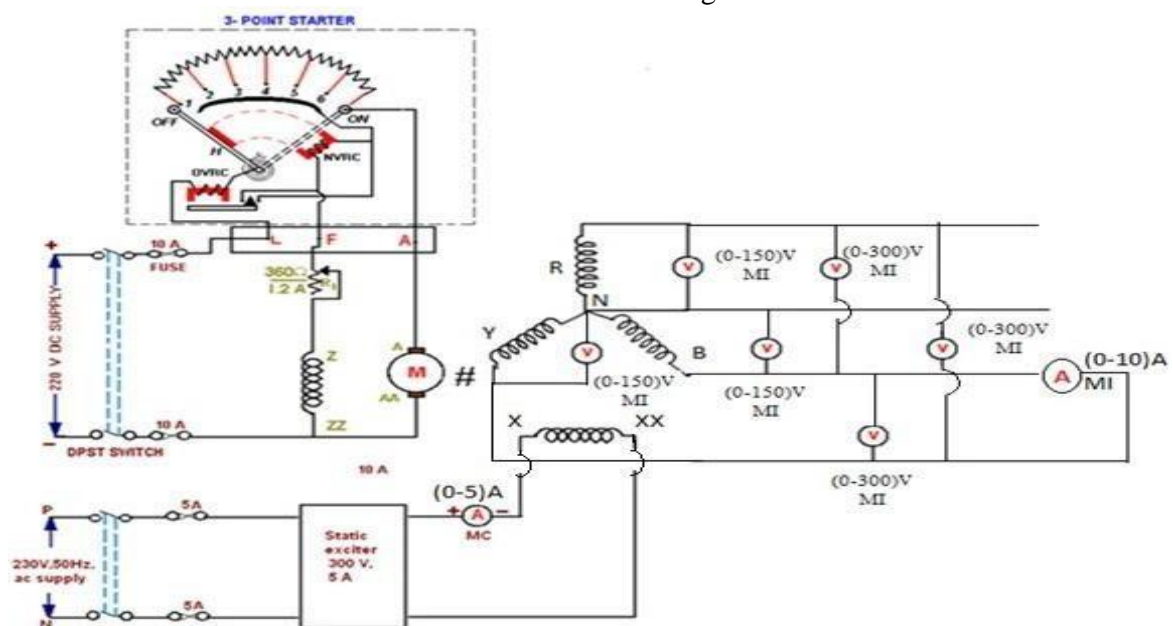 3- POINT STARTER
1
2
3
4
5
6
OFF
ON
H
NVRC
OVRC
+
10 A
FUSE
L
F
A
360Ω
1.2 A
220 V DC SUPPLY
Z
A
M
AA
#
ZZ
−
10 A
DPST SWITCH
R
N
Y
B
V
(0-150)V
MI
V
(0-300)V
MI
V
(0-150)V
MI
V
(0-150)V
MI
V
(0-300)V
MI
A
(0-10)A
MI
V
(0-300)V
MI
X
XX
10 A
(0-5)A
+
A
−
MC
P
5A
230V,50Hz,
ac supply
Static
exciter
300 V,
5 A
5A
N